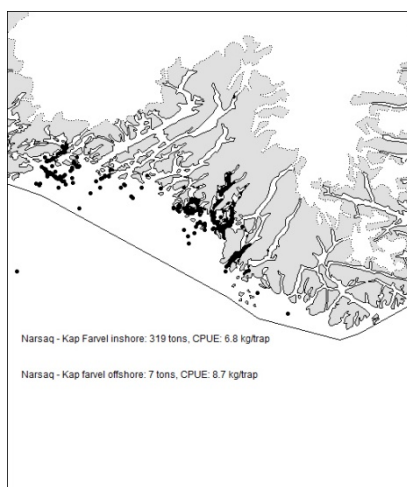 Narsaq - Kap Farvel inshore: 319 tons, CPUE: 6.8 kg/trap
Narsaq - Kap farvel offshore: 7 tons, CPUE: 8.7 kg/trap